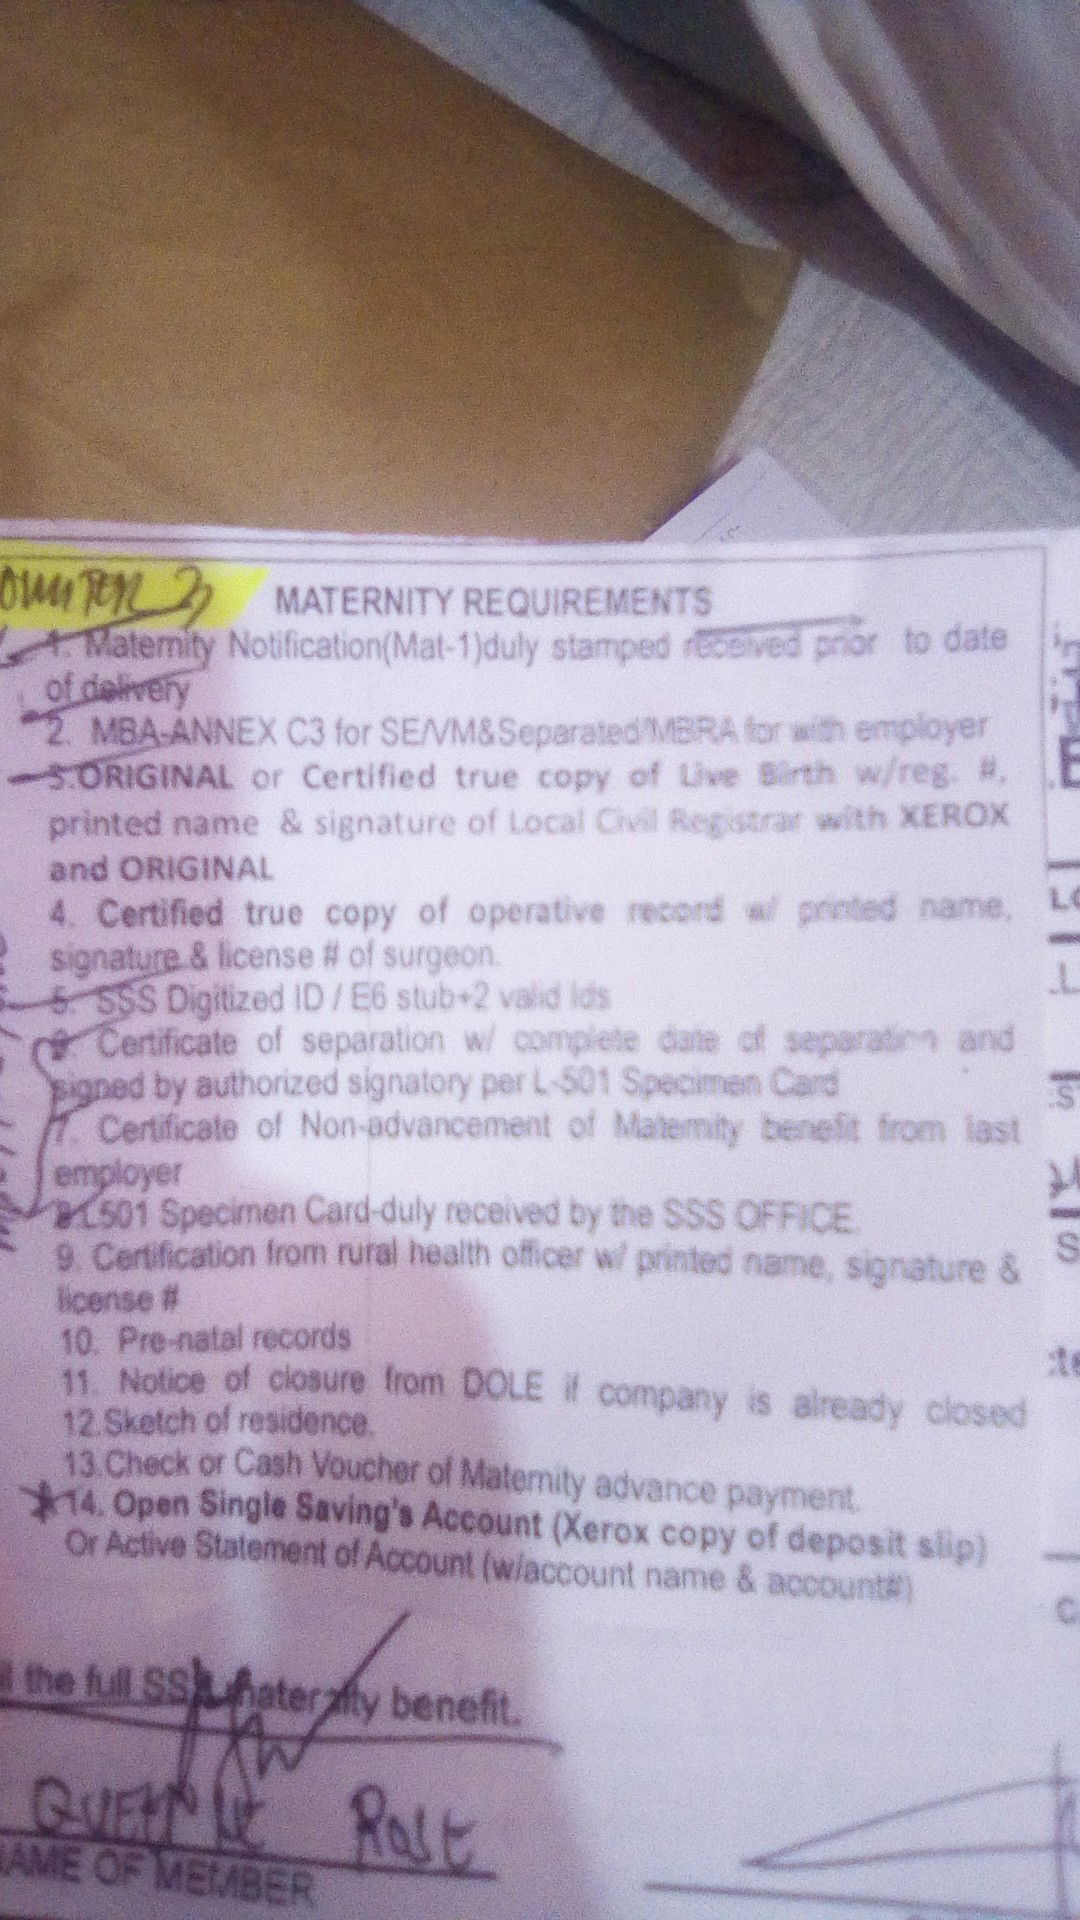 MATERNITY REQUIREMENTS
1. Maternity Notification(Mat-1)duly stamped received prior to date
of delivery
2. MBA-ANNEX C3 for SE/VM&Separated/MBRA for with employer
3.ORIGINAL or Certified true copy of Live Birth w/reg. #,
printed name & signature of Local Civil Registrar with XEROX
and ORIGINAL
4. Certified true copy of operative record w/ printed name,
signature & license # of surgeon.
5. SSS Digitized ID / E6 stub+2 valid Ids
6. Certificate of separation w/ complete date of separation and
signed by authorized signatory per L-501 Specimen Card
7. Certificate of Non-advancement of Maternity benefit from last
employer
8.L501 Specimen Card-duly received by the SSS OFFICE.
9. Certification from rural health officer w/ printed name, signature &
license #
10. Pre-natal records
11. Notice of closure from DOLE if company is already closed
12.Sketch of residence.
13.Check or Cash Voucher of Maternity advance payment.
14. Open Single Saving's Account (Xerox copy of deposit slip)
Or Active Statement of Account (w/account name & account#)
the full SSS maternity benefit.
NAME OF MEMBER